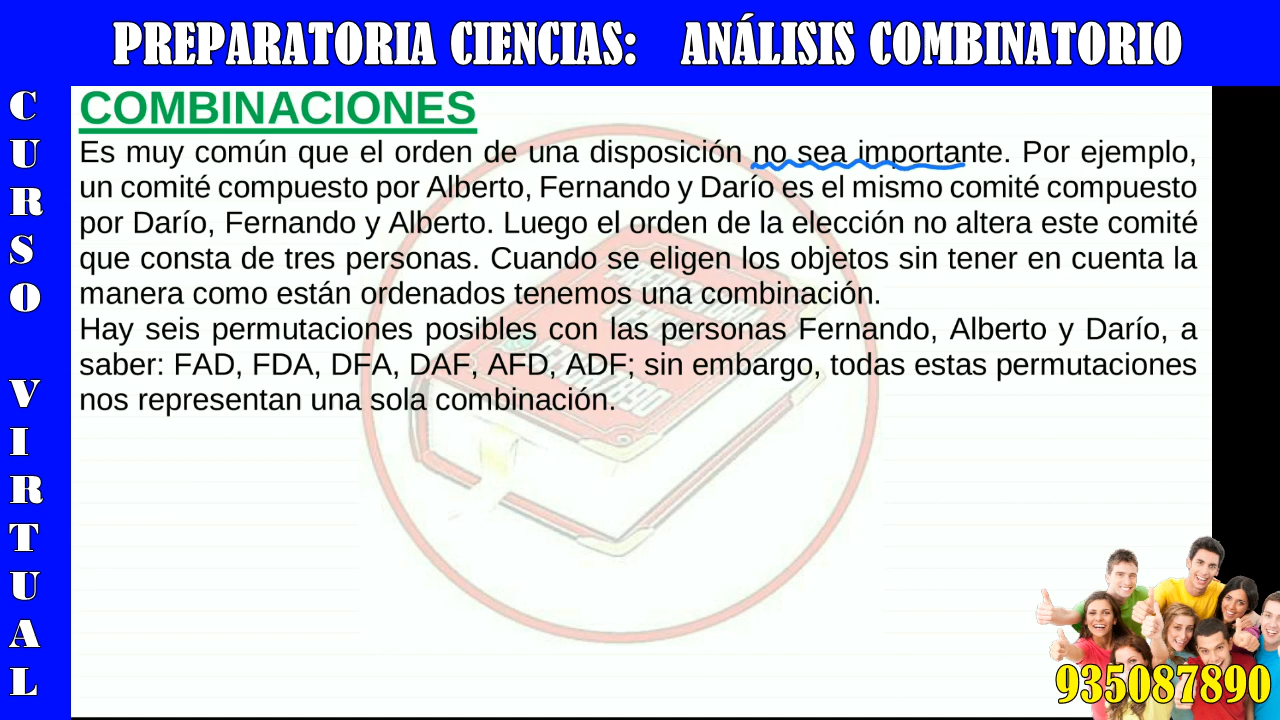 PREPARATORIA CIENCIAS: ANÁLISIS COMBINATORIO
CURSO VIRTUAL
COMBINACIONES
Es muy común que el orden de una disposición no sea importante. Por ejemplo,
un comité compuesto por Alberto, Fernando y Darío es el mismo comité compuesto
por Darío, Fernando y Alberto. Luego el orden de la elección no altera este comité
que consta de tres personas. Cuando se eligen los objetos sin tener en cuenta la
manera como están ordenados tenemos una combinación.
Hay seis permutaciones posibles con las personas Fernando, Alberto y Darío, a
saber: FAD, FDA, DFA, DAF, AFD, ADF; sin embargo, todas estas permutaciones
nos representan una sola combinación.
935087890